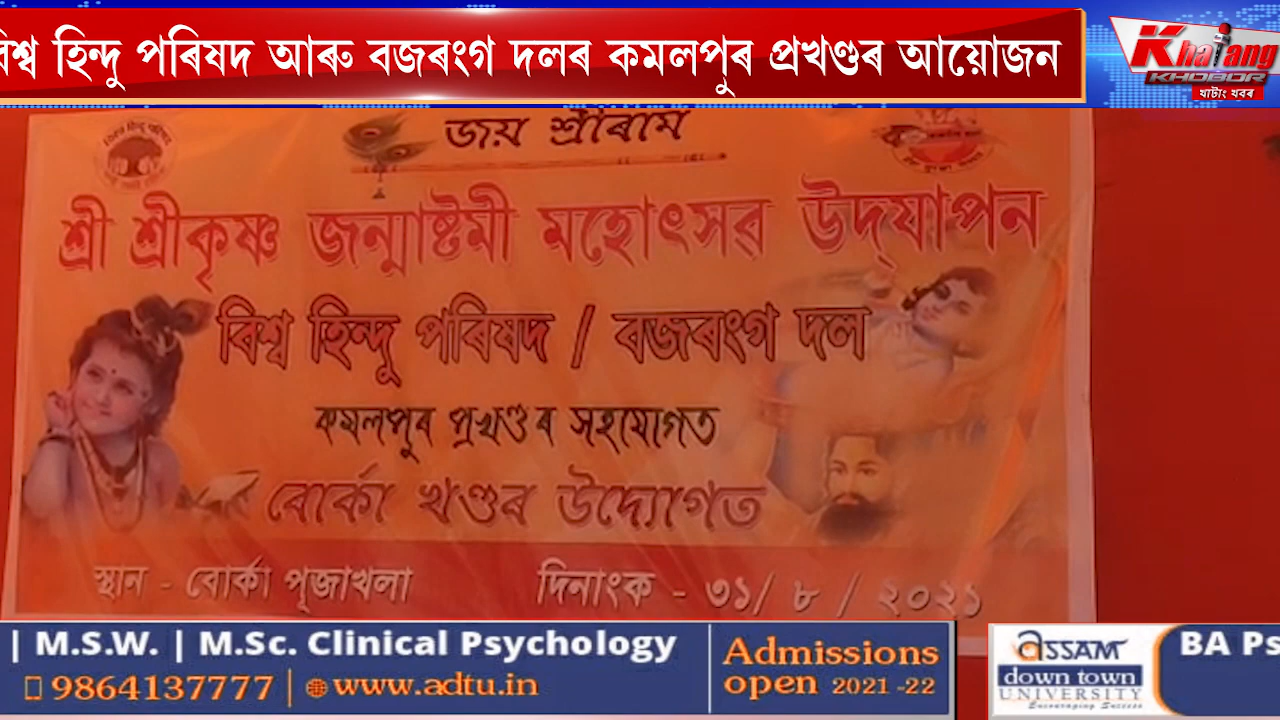 বিশ্ব হিন্দু পৰিষদ আৰু বজৰংগ দলৰ কমলপুৰ প্ৰখণ্ডৰ আয়োজন
Khatang
KHOBOR
খাটাং খবৰ
জয় শ্ৰীৰাম
শ্ৰী শ্ৰীকৃষ্ণ জন্মাষ্টমী মহোৎসৱ উদ্‌যাপন
বিশ্ব হিন্দু পৰিষদ / বজৰংগ দল
কমলপুৰ প্ৰখণ্ডৰ সহযোগত
বোৰ্কা খণ্ডৰ উদ্যোগত
স্থান - বোৰ্কা পূজাখলা
দিনাংক - ৩১/ ৮ / ২০২১
| M.S.W. | M.Sc. Clinical Psychology
9864137777 | www.adtu.in
Admissions
open 2021-22
ASSAM
down town
UNIVERSITY
Encouraging Success
BA Ps